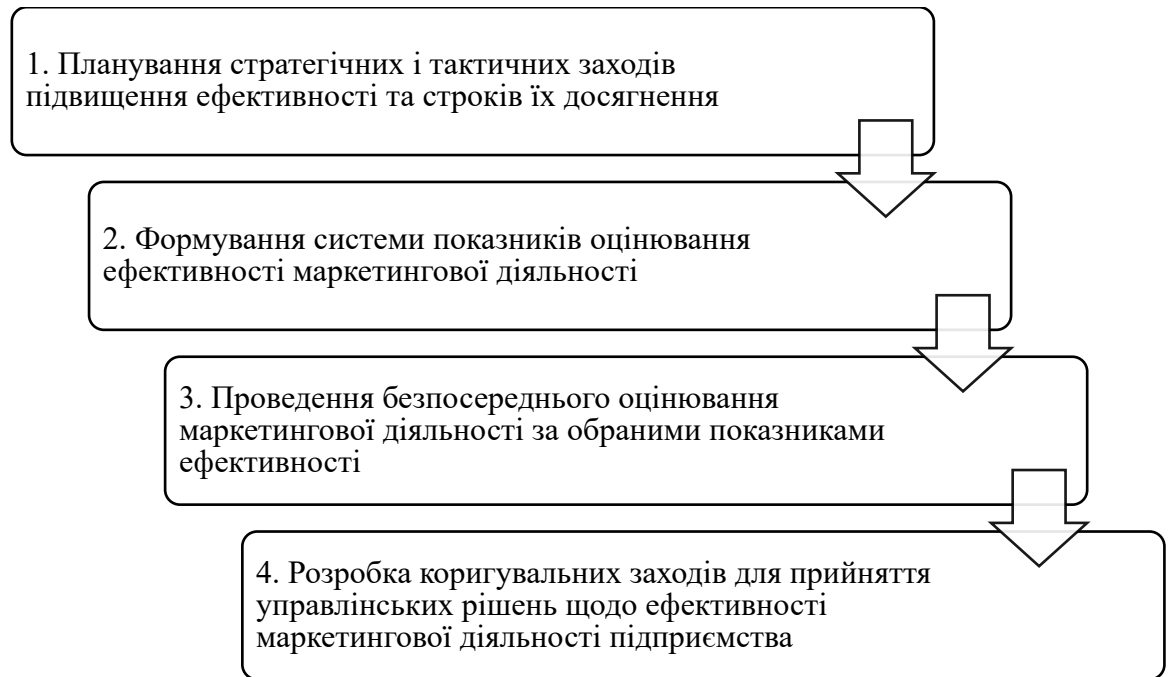 1. Планування стратегічних і тактичних заходів
підвищення ефективності та строків їх досягнення
2. Формування системи показників оцінювання
ефективності маркетингової діяльності
3. Проведення безпосереднього оцінювання
маркетингової діяльності за обраними показниками
ефективності
4. Розробка коригувальних заходів для прийняття
управлінських рішень щодо ефективності
маркетингової діяльності підприємства